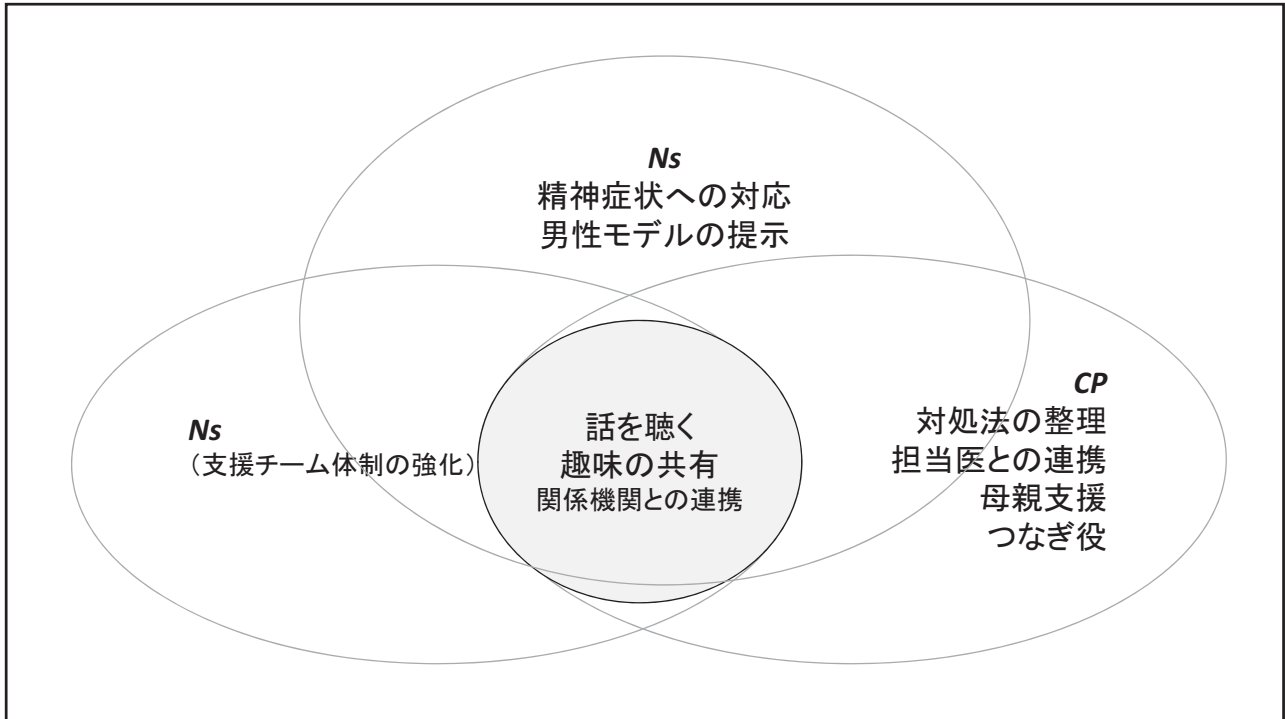 Ns
精神症状への対応
男性モデルの提示
Ns
（支援チーム体制の強化）
話を聴く
趣味の共有
関係機関との連携
CP
対処法の整理
担当医との連携
母親支援
つなぎ役